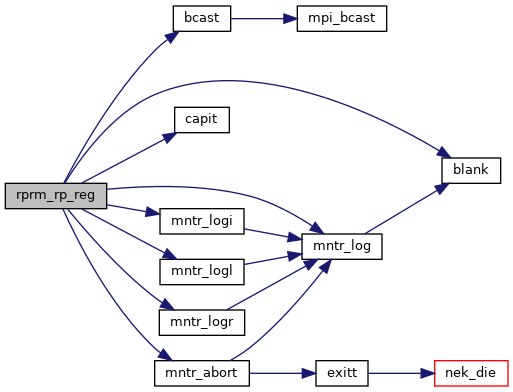 bcast
mpi_bcast
capit
blank
rprm_rp_reg
mntr_logi
mntr_log
mntr_logl
mntr_logr
mntr_abort
exitt
nek_die